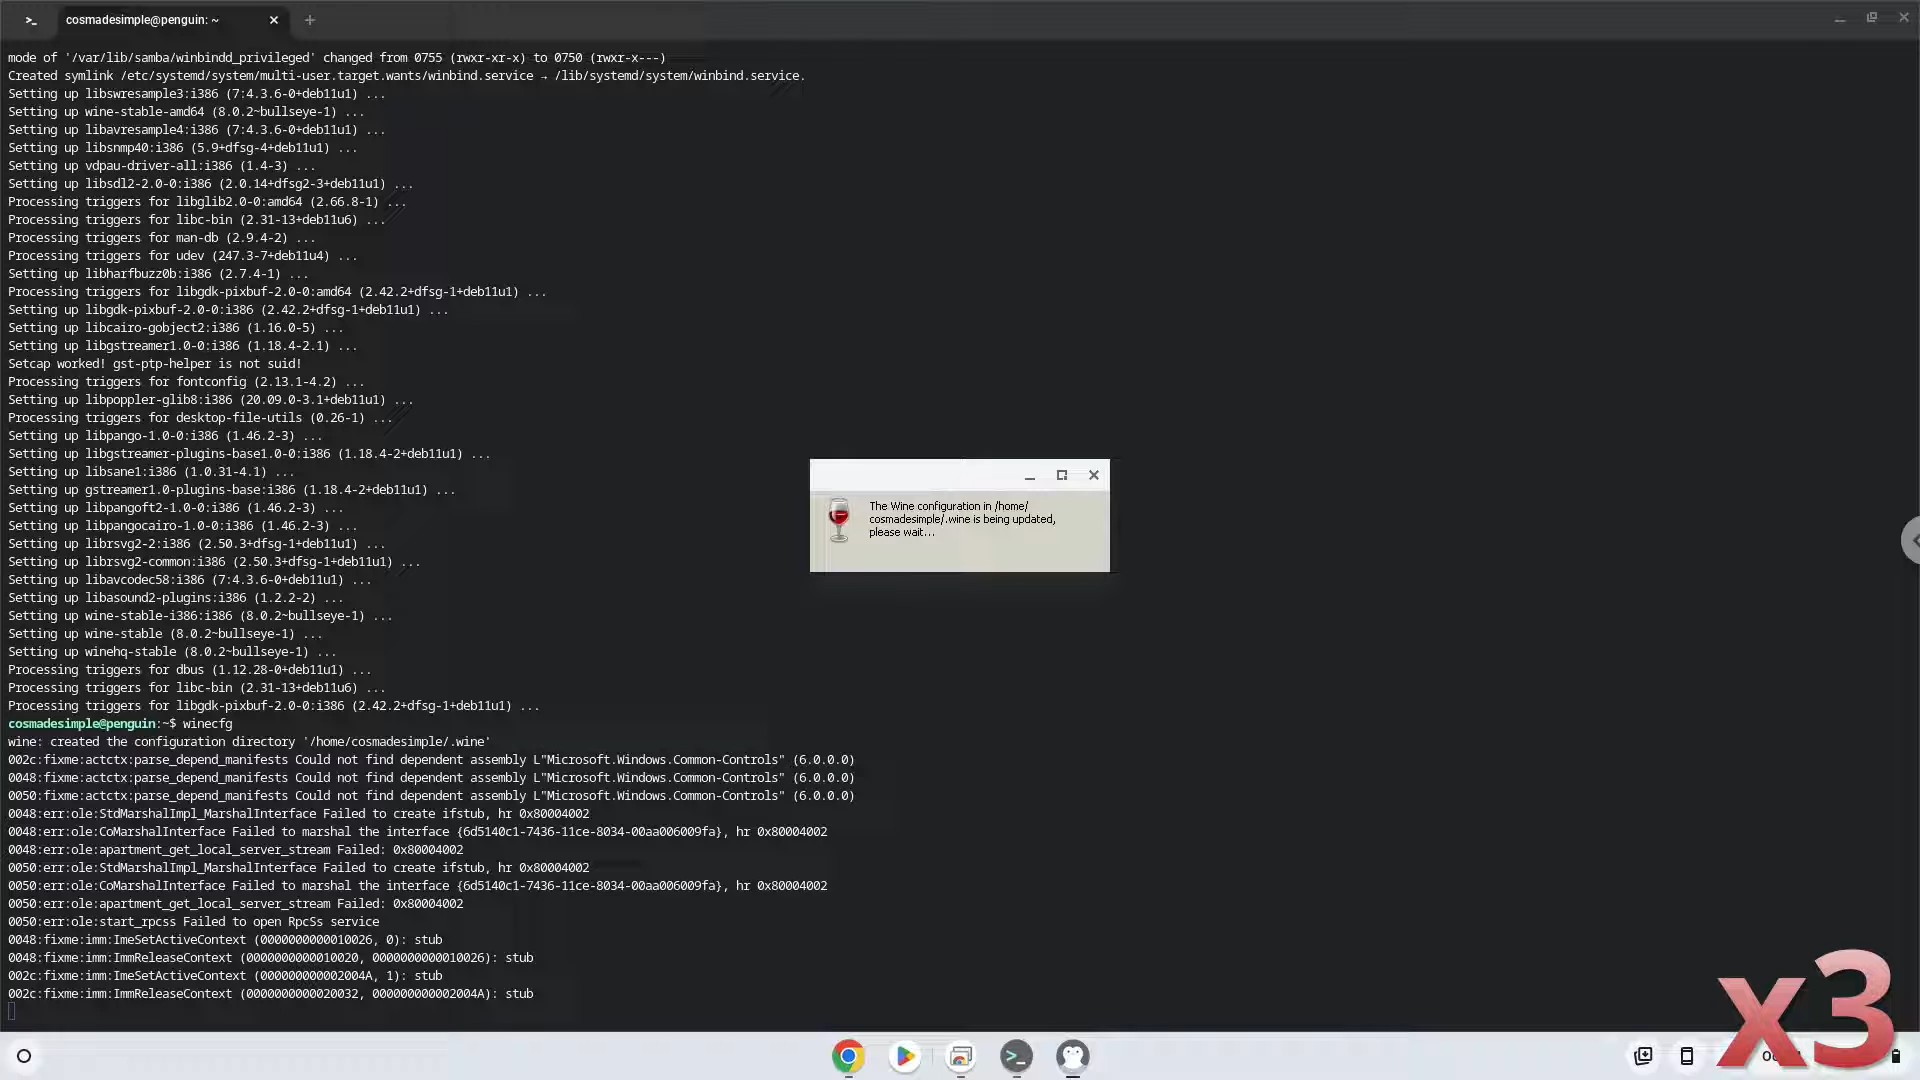 cosmadesimple@penguin: ~
mode of '/var/lib/samba/winbindd_privileged' changed from 0755 (rwxr-xr-x) to 0750 (rwxr-x---)
Created symlink /etc/systemd/system/multi-user.target.wants/winbind.service → /lib/systemd/system/winbind.service.
Setting up libswresample3:i386 (7:4.3.6-0+deb11u1) ...
Setting up wine-stable-amd64 (8.0.2~bullseye-1) ...
Setting up libavresample4:i386 (7:4.3.6-0+deb11u1) ...
Setting up libsnmp40:i386 (5.9+dfsg-4+deb11u1) ...
Setting up vdpau-driver-all:i386 (1.4-3) ...
Setting up libsdl2-2.0-0:i386 (2.0.14+dfsg2-3+deb11u1) ...
Processing triggers for libglib2.0-0:amd64 (2.66.8-1) ...
Processing triggers for libc-bin (2.31-13+deb11u6) ...
Processing triggers for man-db (2.9.4-2) ...
Processing triggers for udev (247.3-7+deb11u4) ...
Setting up libharfbuzz0b:i386 (2.7.4-1) ...
Processing triggers for libgdk-pixbuf-2.0-0:amd64 (2.42.2+dfsg-1+deb11u1) ...
Setting up libgdk-pixbuf-2.0-0:i386 (2.42.2+dfsg-1+deb11u1) ...
Setting up libcairo-gobject2:i386 (1.16.0-5) ...
Setting up libgstreamer1.0-0:i386 (1.18.4-2.1) ...
Setcap worked! gst-ptp-helper is not suid!
Processing triggers for fontconfig (2.13.1-4.2) ...
Setting up libpoppler-glib8:i386 (20.09.0-3.1+deb11u1) ...
Processing triggers for desktop-file-utils (0.26-1) ...
Setting up libpango-1.0-0:i386 (1.46.2-3) ...
Setting up libgstreamer-plugins-base1.0-0:i386 (1.18.4-2+deb11u1) ...
Setting up libsane1:i386 (1.0.31-4.1) ...
Setting up gstreamer1.0-plugins-base:i386 (1.18.4-2+deb11u1) ...
Setting up libpangoft2-1.0-0:i386 (1.46.2-3) ...
Setting up libpangocairo-1.0-0:i386 (1.46.2-3) ...
Setting up librsvg2-2:i386 (2.50.3+dfsg-1+deb11u1) ...
Setting up librsvg2-common:i386 (2.50.3+dfsg-1+deb11u1) ...
Setting up libavcodec58:i386 (7:4.3.6-0+deb11u1) ...
Setting up libasound2-plugins:i386 (1.2.2-2) ...
Setting up wine-stable-i386:i386 (8.0.2~bullseye-1) ...
Setting up wine-stable (8.0.2~bullseye-1) ...
Setting up winehq-stable (8.0.2~bullseye-1) ...
Processing triggers for dbus (1.12.28-0+deb11u1) ...
Processing triggers for libc-bin (2.31-13+deb11u6) ...
Processing triggers for libgdk-pixbuf-2.0-0:i386 (2.42.2+dfsg-1+deb11u1) ...
cosmadesimple@penguin:~$ winecfg
wine: created the configuration directory '/home/cosmadesimple/.wine'
002c:fixme:actctx:parse_depend_manifests Could not find dependent assembly L"Microsoft.Windows.Common-Controls" (6.0.0.0)
0048:fixme:actctx:parse_depend_manifests Could not find dependent assembly L"Microsoft.Windows.Common-Controls" (6.0.0.0)
0050:fixme:actctx:parse_depend_manifests Could not find dependent assembly L"Microsoft.Windows.Common-Controls" (6.0.0.0)
0048:err:ole:StdMarshalImpl_MarshalInterface Failed to create ifstub, hr 0x80004002
0048:err:ole:CoMarshalInterface Failed to marshal the interface {6d5140c1-7436-11ce-8034-00aa006009fa}, hr 0x80004002
0048:err:ole:apartment_get_local_server_stream Failed: 0x80004002
0050:err:ole:StdMarshalImpl_MarshalInterface Failed to create ifstub, hr 0x80004002
0050:err:ole:CoMarshalInterface Failed to marshal the interface {6d5140c1-7436-11ce-8034-00aa006009fa}, hr 0x80004002
0050:err:ole:apartment_get_local_server_stream Failed: 0x80004002
0050:err:ole:start_rpcss Failed to open RpcSs service
0048:fixme:imm:ImeSetActiveContext (0000000000010026, 0): stub
0048:fixme:imm:ImmReleaseContext (0000000000010020, 0000000000010026): stub
002c:fixme:imm:ImeSetActiveContext (000000000002004A, 1): stub
002c:fixme:imm:ImmReleaseContext (0000000000020032, 000000000002004A): stub
The Wine configuration in /home/
cosmadesimple/.wine is being updated,
please wait...
x3